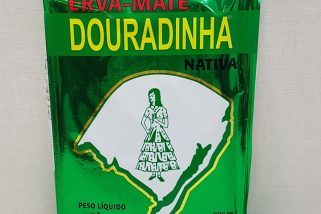 ERVA-MATE
DOURADINHA
NATIVA
PESO LÍQUIDO